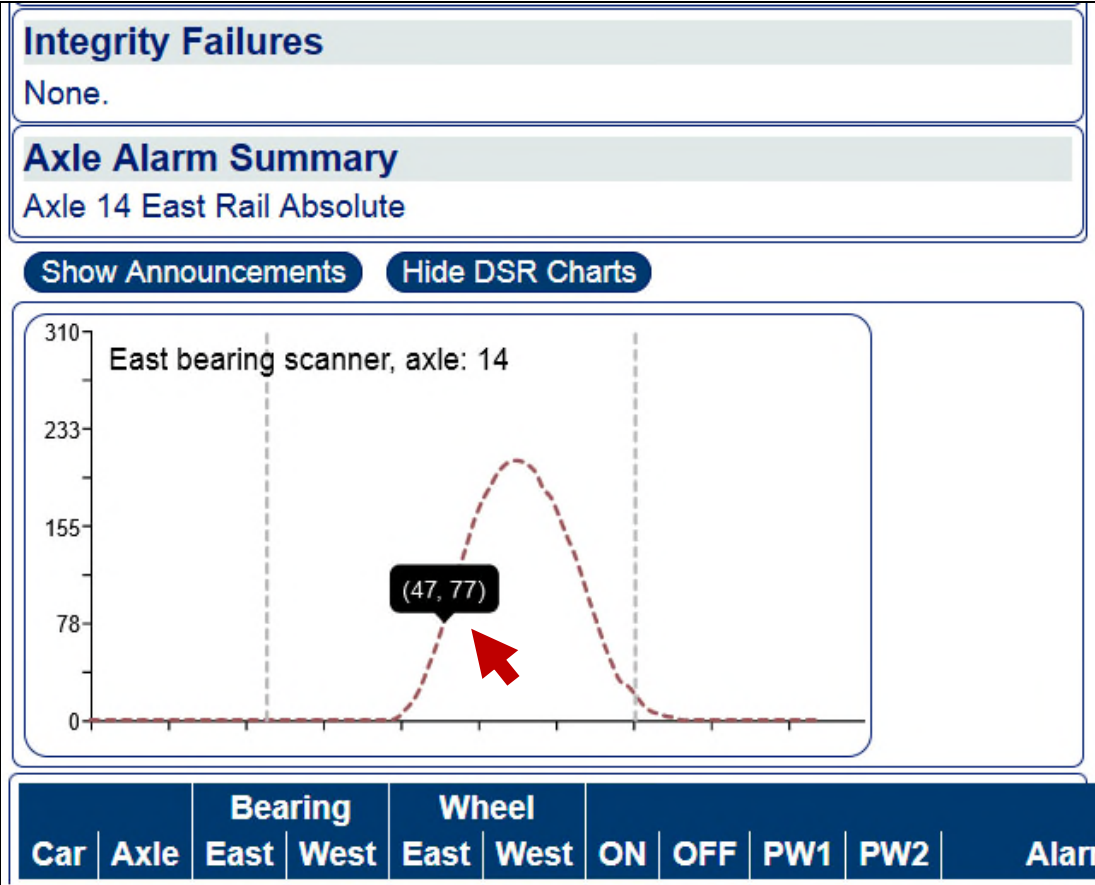 Integrity Failures
None.
Axle Alarm Summary
Axle 14 East Rail Absolute
Show Announcements Hide DSR Charts
310
East bearing scanner, axle: 14
233
155
(47, 77)
78
0
Bearing Wheel
Car Axle East West East West ON OFF PW1 PW2